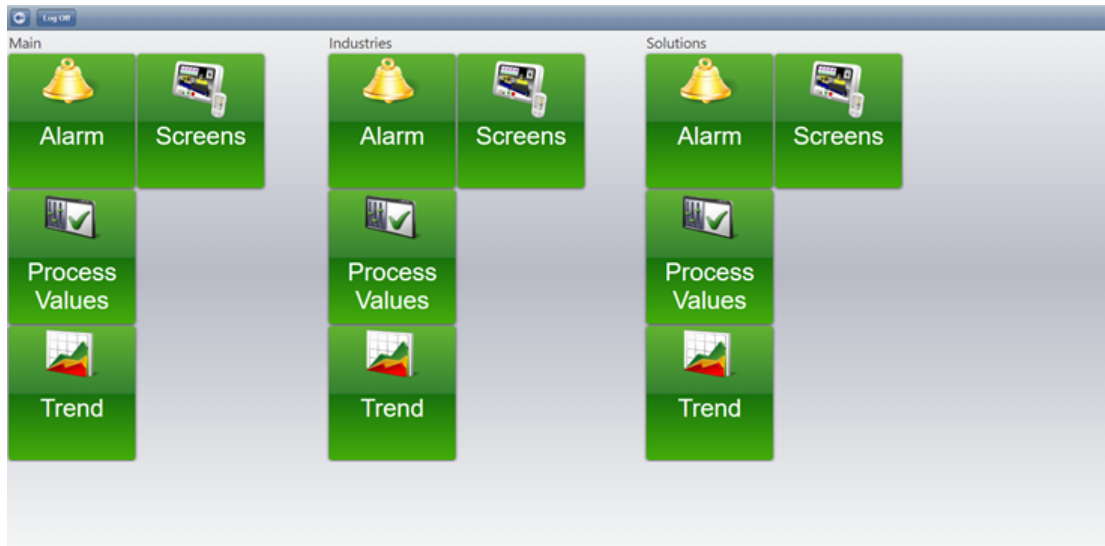 Log Off
Main
Alarm
Screens
Process
Values
Trend
Industries
Alarm
Screens
Process
Values
Trend
Solutions
Alarm
Screens
Process
Values
Trend